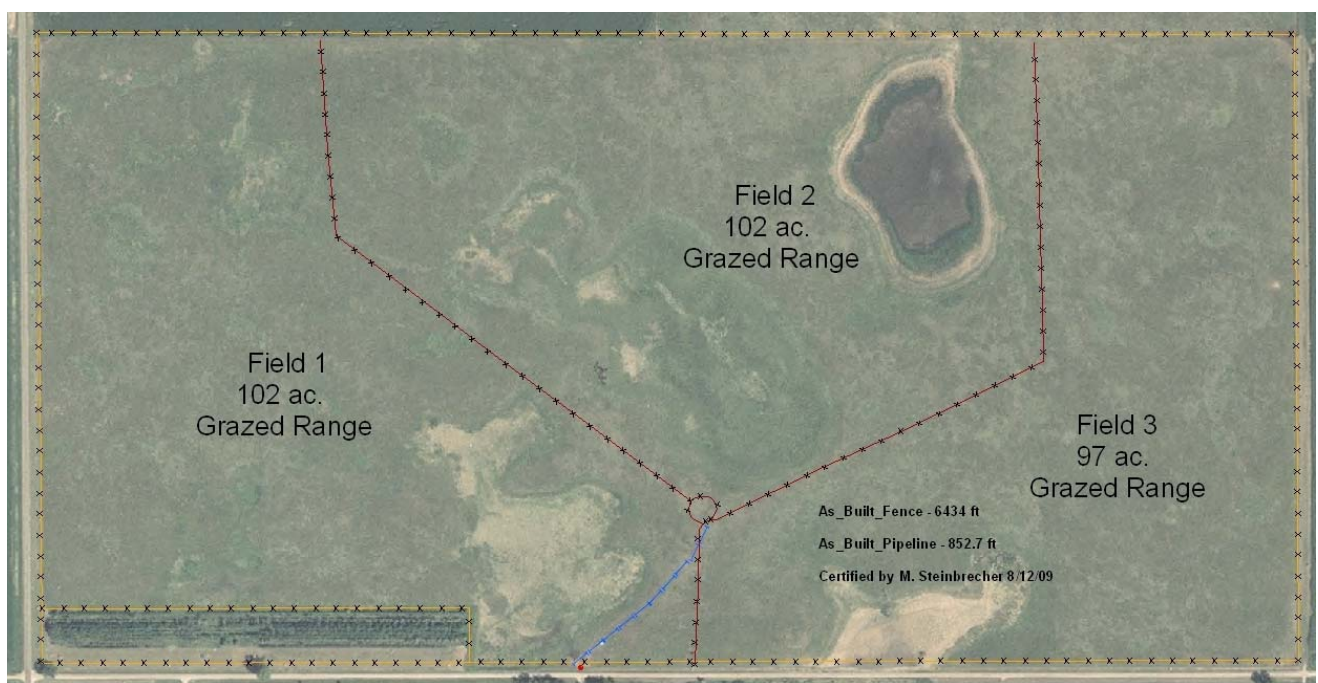 Field 2
102 ac.
Grazed Range
Field 1
102 ac.
Grazed Range
Field 3
97 ac.
Grazed Range
As_Built_Fence - 6434 ft
As_Built_Pipeline - 852.7 ft
Certified by M. Steinbrecher 8/12/09